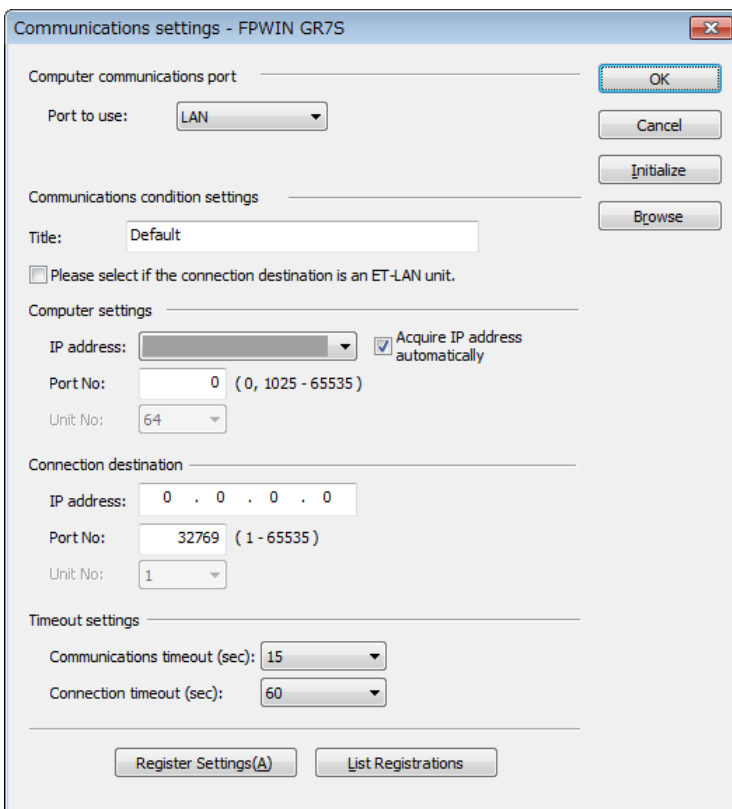 Communications settings - FPWIN GR7S
Computer communications port
OK
Port to use: LAN
Cancel
Initialize
Communications condition settings
Browse
Title: Default
Please select if the connection destination is an ET-LAN unit.
Computer settings
IP address: Acquire IP address
automatically
Port No: 0 ( 0, 1025 - 65535 )
Unit No: 64
Connection destination
IP address: 0 . 0 . 0 . 0
Port No: 32769 ( 1 - 65535 )
Unit No: 1
Timeout settings
Communications timeout (sec): 15
Connection timeout (sec): 60
Register Settings(A) List Registrations